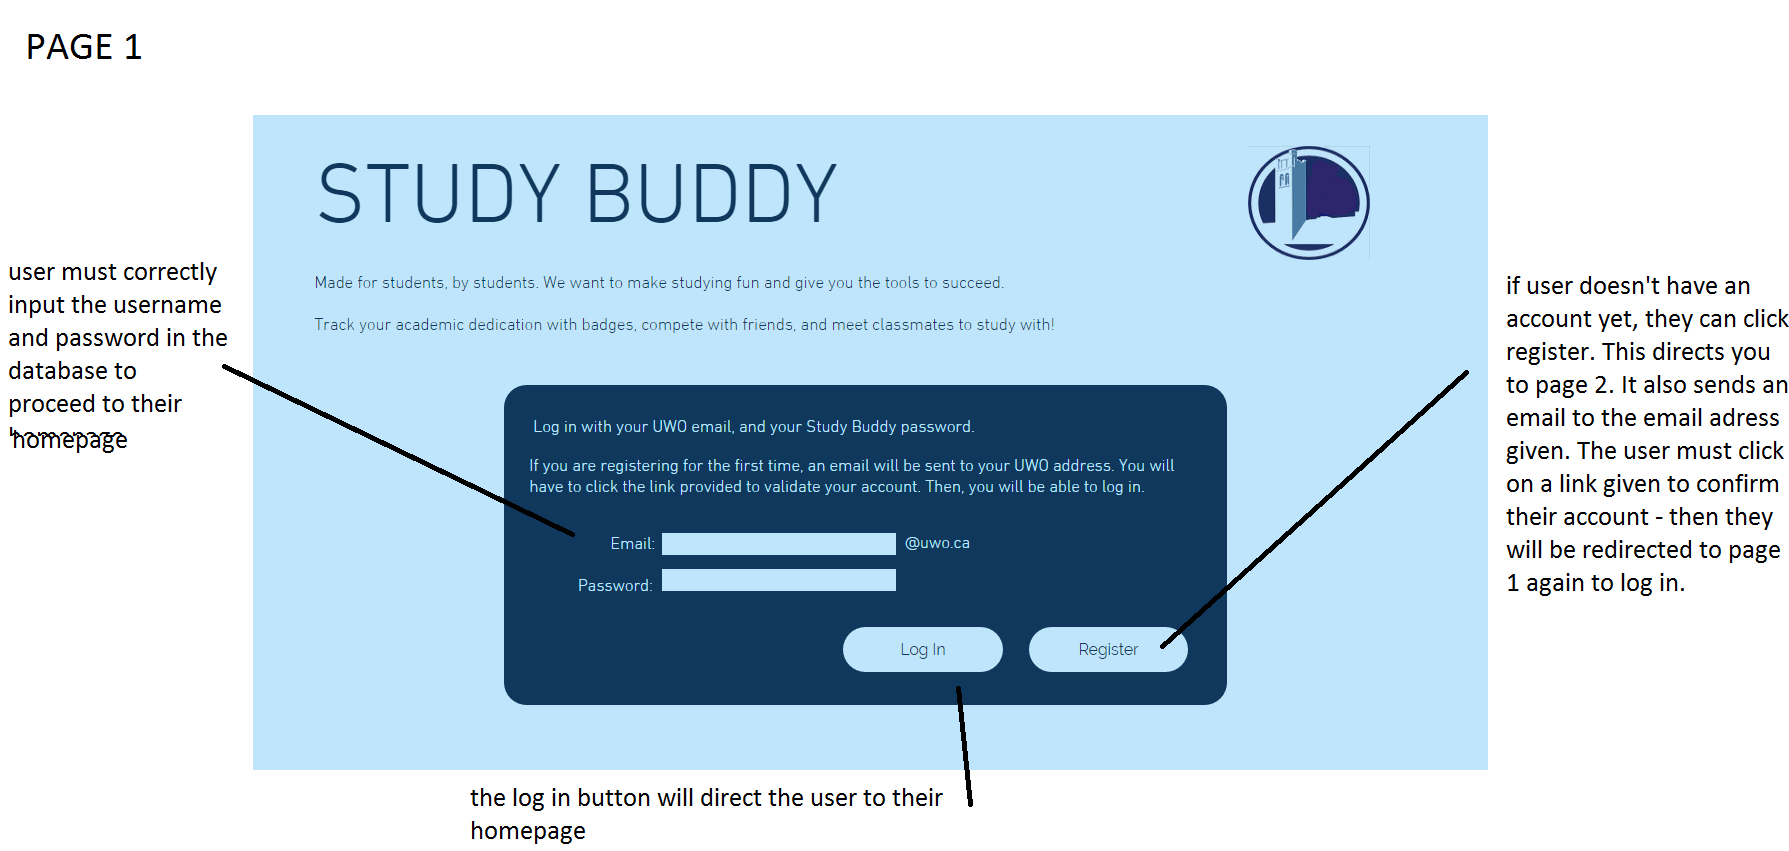 PAGE 1
STUDY BUDDY
Made for students, by students. We want to make studying fun and give you the tools to succeed.
Track your academic dedication with badges, compete with friends, and meet classmates to study with!
user must correctly
input the username
and password in the
database to
proceed to their
homepage
Log in with your UWO email, and your Study Buddy password.
If you are registering for the first time, an email will be sent to your UWO address. You will
have to click the link provided to validate your account. Then, you will be able to log in.
Email:
@uwo.ca
Password:
Log In
Register
if user doesn't have an
account yet, they can click
register. This directs you
to page 2. It also sends an
email to the email adress
given. The user must click
on a link given to confirm
their account - then they
will be redirected to page
1 again to log in.
the log in button will direct the user to their
homepage